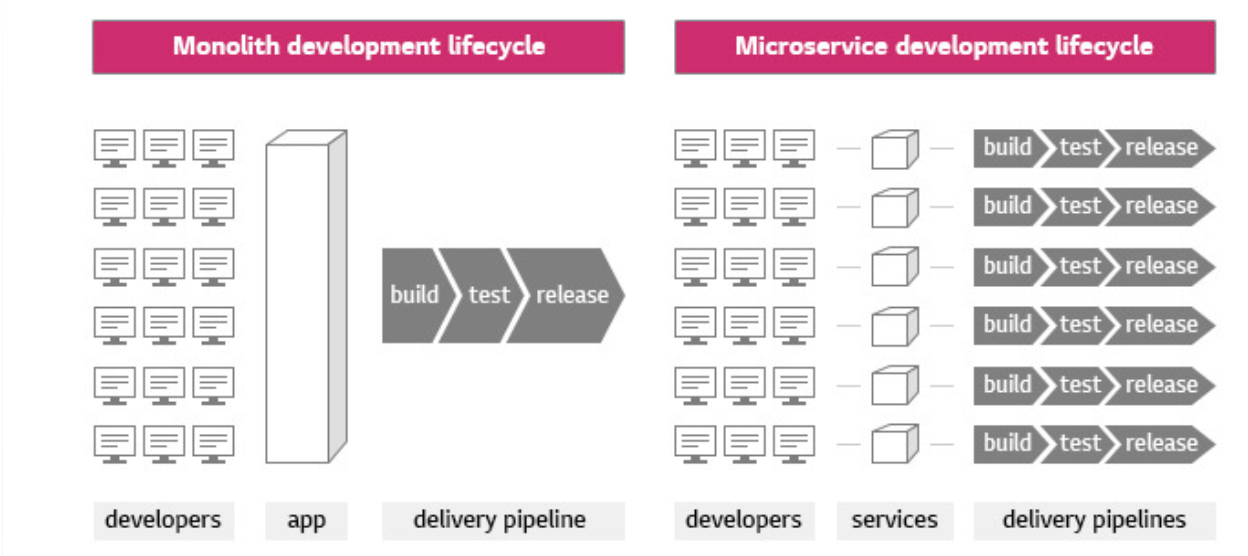 Monolith development lifecycle
build test release
developers app delivery pipeline
Microservice development lifecycle
build test release
build test release
build test release
build test release
build test release
build test release
developers services delivery pipelines